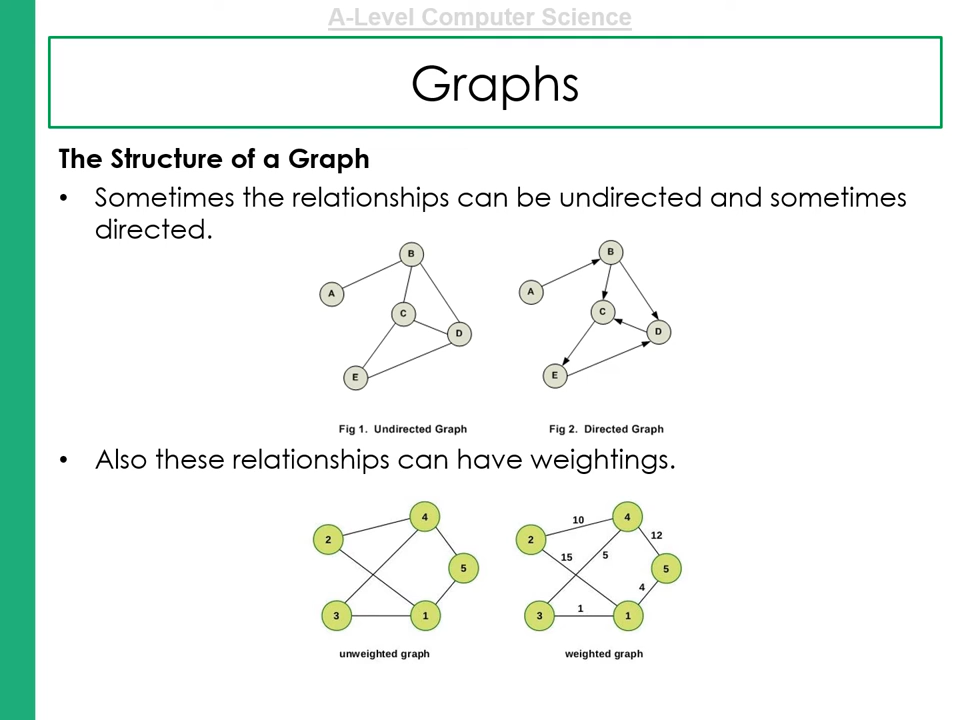 A-Level Computer Science
Graphs
The Structure of a Graph
• Sometimes the relationships can be undirected and sometimes
directed.
B
A
C
D
E
Fig 1. Undirected Graph
B
A
C
D
E
Fig 2. Directed Graph
• Also these relationships can have weightings.
4
2
5
3
1
unweighted graph
10
4
2
12
15
5
5
4
1
3
1
weighted graph